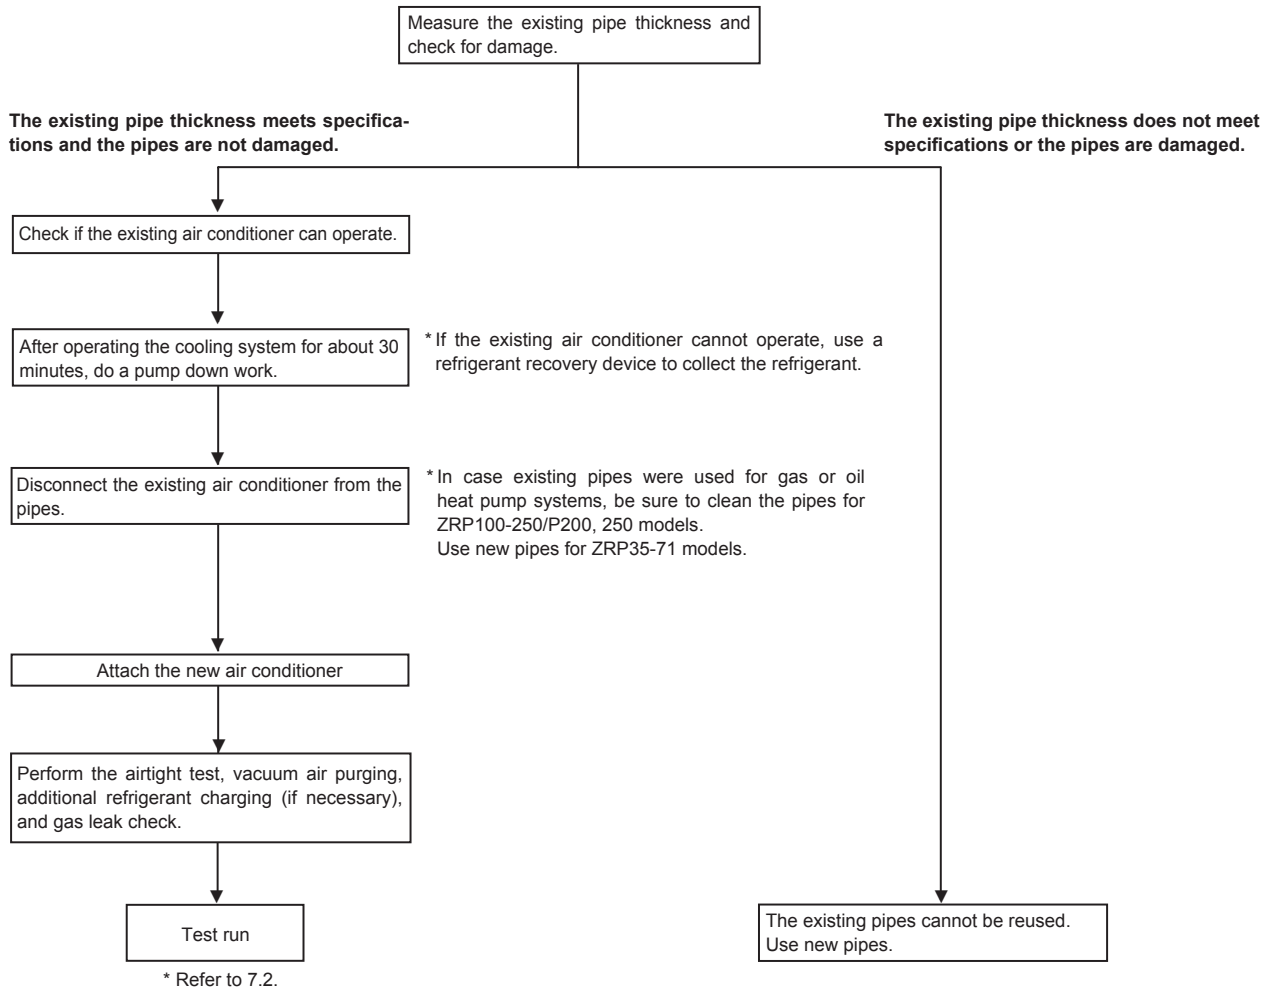 Measure the existing pipe thickness and
check for damage.
The existing pipe thickness meets specifica-
tions and the pipes are not damaged.
The existing pipe thickness does not meet
specifications or the pipes are damaged.
Check if the existing air conditioner can operate.
After operating the cooling system for about 30
minutes, do a pump down work.
* If the existing air conditioner cannot operate, use a
refrigerant recovery device to collect the refrigerant.
Disconnect the existing air conditioner from the
pipes.
* In case existing pipes were used for gas or oil
heat pump systems, be sure to clean the pipes for
ZRP100-250/P200, 250 models.
Use new pipes for ZRP35-71 models.
Attach the new air conditioner
Perform the airtight test, vacuum air purging,
additional refrigerant charging (if necessary),
and gas leak check.
Test run
* Refer to 7.2.
The existing pipes cannot be reused.
Use new pipes.